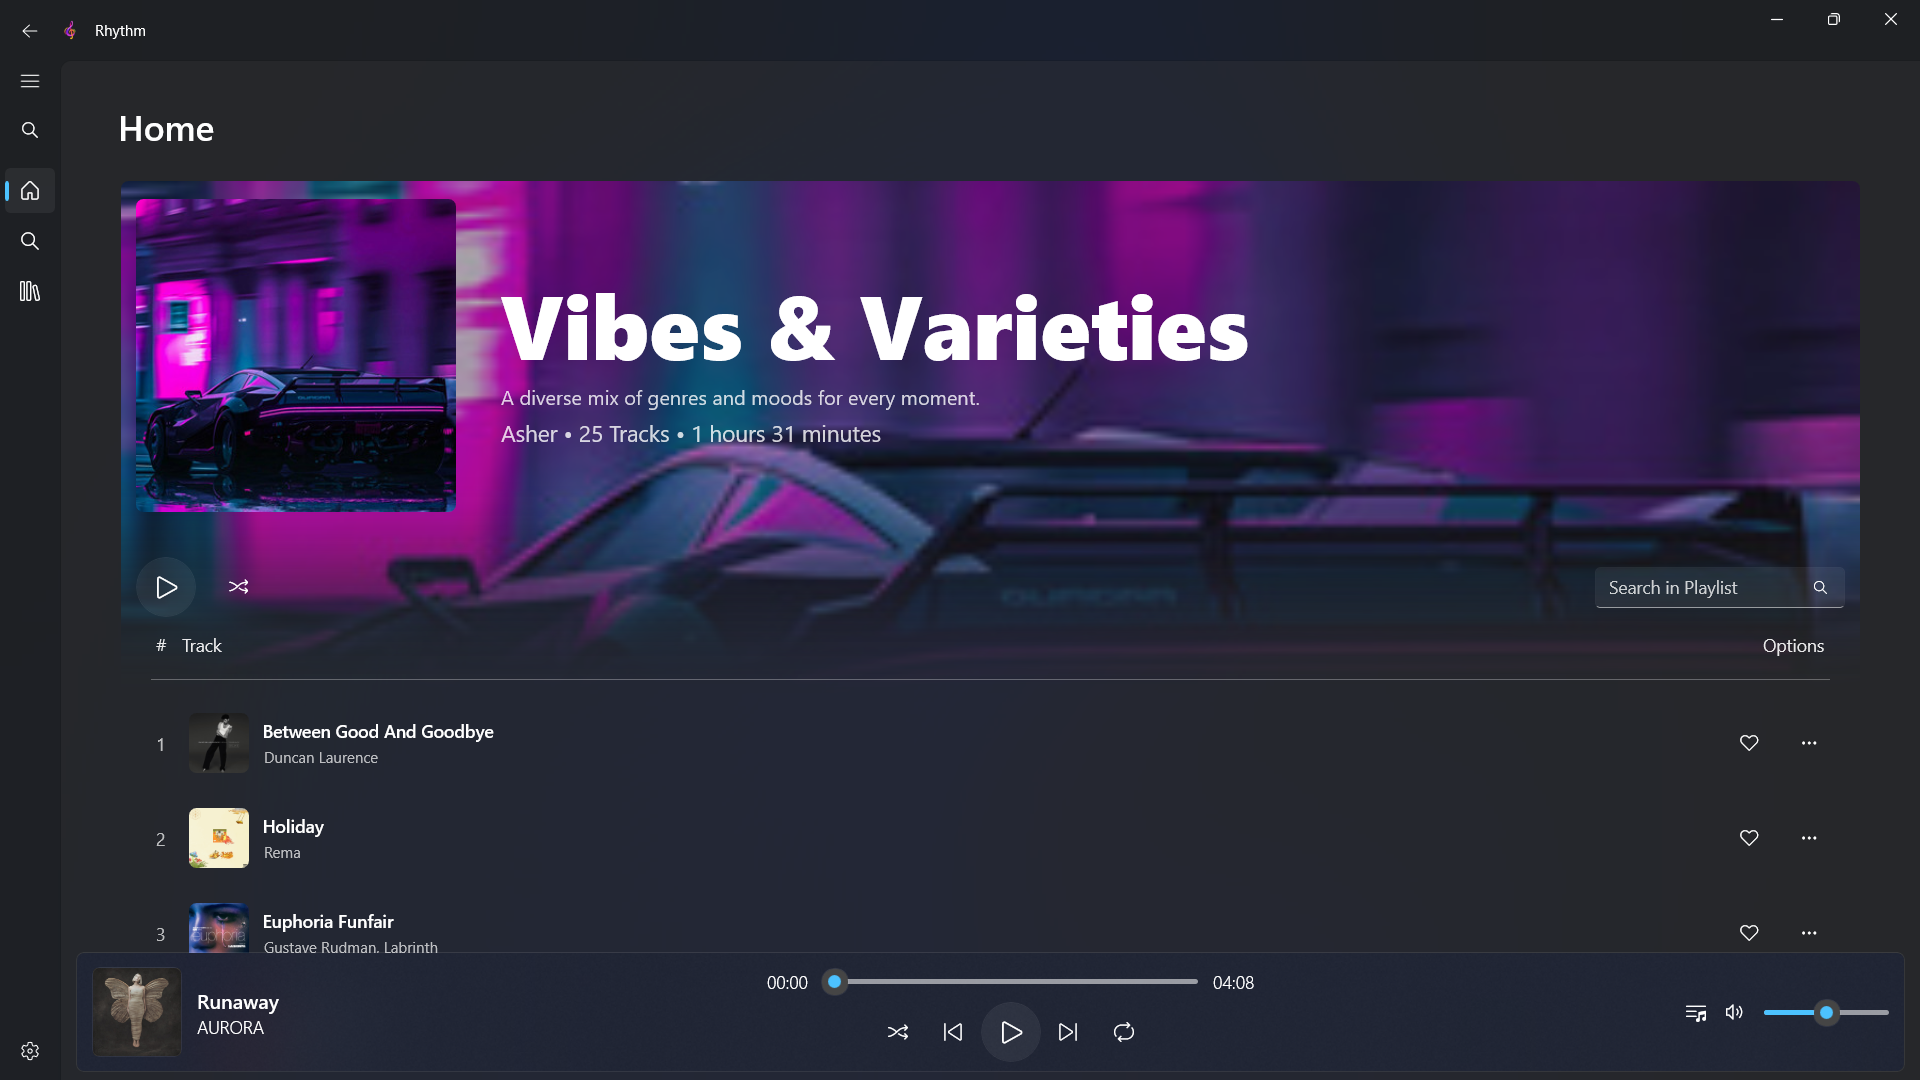 Rhythm
Home
Vibes & Varieties
A diverse mix of genres and moods for every moment.
Asher • 25 Tracks • 1 hours 31 minutes
Search in Playlist
# Track Options
1 Between Good And Goodbye
Duncan Laurence
2 Holiday
Rema
3 Euphoria Funfair
Gustave Rudman, Labrinth
euphoria
00:00 04:08
Runaway
AURORA